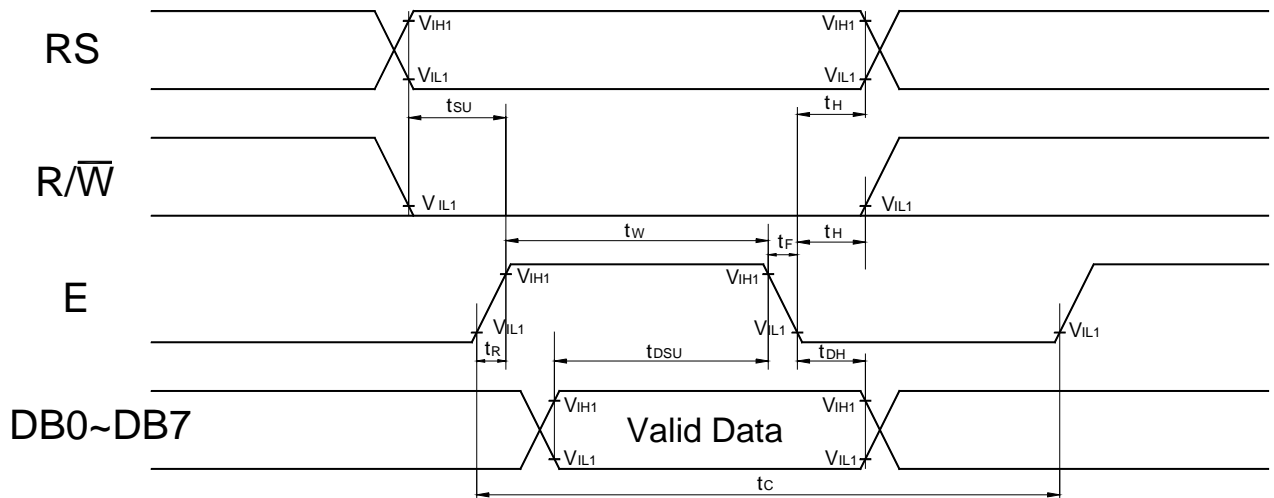 RS
VIH1
VIH1
VIL1
VIL1
tSU
tH
R/W̅
VIL1
VIL1
tW
tF
tH
E
VIH1
VIH1
VIL1
VIL1
VIL1
tR
tDSU
tDH
DB0~DB7
VIH1
Valid Data
VIH1
VIL1
VIL1
tC